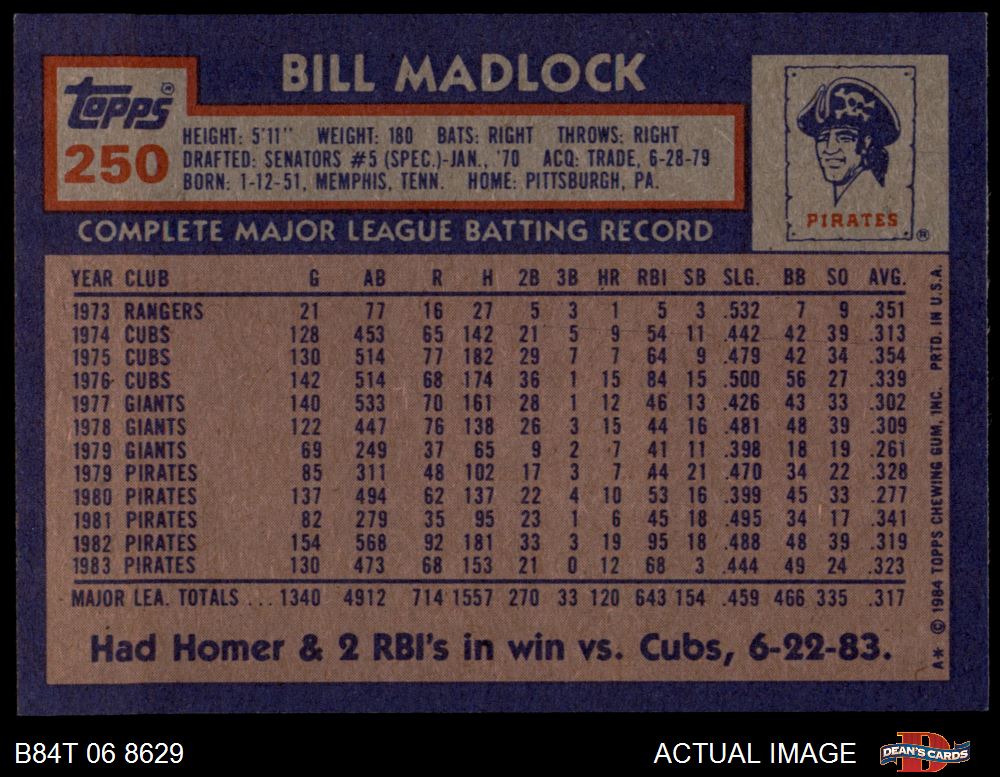 BILL MADLOCK
Topps
250
HEIGHT: 5'11" WEIGHT: 180 BATS: RIGHT THROWS: RIGHT
DRAFTED: SENATORS #5 (SPEC.)-JAN., '70 ACQ: TRADE, 6-28-79
BORN: 1-12-51, MEMPHIS, TENN. HOME: PITTSBURGH, PA.
PIRATES ®
COMPLETE MAJOR LEAGUE BATTING RECORD
YEAR CLUB G AB R H 2B 3B HR RBI SB SLG. BB SO AVG.
1973 RANGERS 21 77 16 27 5 3 1 5 3 .532 7 9 .351
1974 CUBS 128 453 65 142 21 5 9 54 11 .442 42 39 .313
1975 CUBS 130 514 77 182 29 7 7 64 9 .479 42 34 .354
1976 CUBS 142 514 68 174 36 1 15 84 15 .500 56 27 .339
1977 GIANTS 140 533 70 161 28 1 12 46 13 .426 43 33 .302
1978 GIANTS 122 447 76 138 26 3 15 44 16 .481 48 39 .309
1979 GIANTS 69 249 37 65 9 2 7 41 11 .398 18 19 .261
1979 PIRATES 85 311 48 102 17 3 7 44 21 .470 34 22 .328
1980 PIRATES 137 494 62 137 22 4 10 53 16 .399 45 33 .277
1981 PIRATES 82 279 35 95 23 1 6 45 18 .495 34 17 .341
1982 PIRATES 154 568 92 181 33 3 19 95 18 .488 48 39 .319
1983 PIRATES 130 473 68 153 21 0 12 68 3 .444 49 24 .323
MAJOR LEA. TOTALS ... 1340 4912 714 1557 270 33 120 643 154 .459 466 335 .317
Had Homer & 2 RBI's in win vs. Cubs, 6-22-83.
A* © 1984 TOPPS CHEWING GUM, INC. PRTD. IN U.S.A.
B84T 06 8629
ACTUAL IMAGE
DEAN'S CARDS